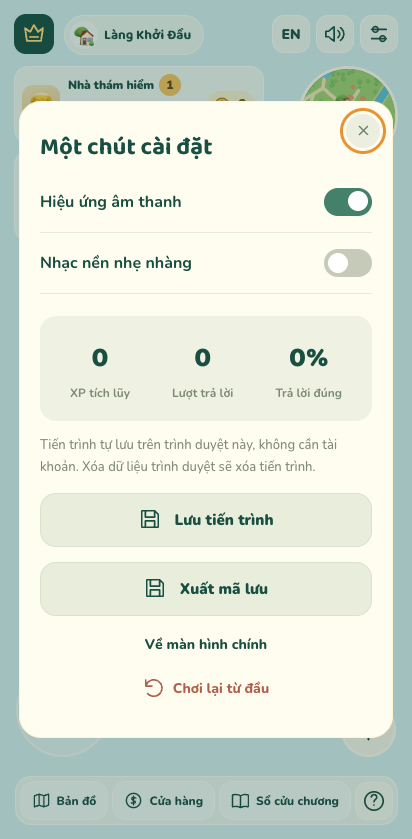 Làng Khởi Đầu
EN
Nhà thám hiểm 1
Một chút cài đặt
Hiệu ứng âm thanh
Nhạc nền nhẹ nhàng
0 0 0%
XP tích lũy Lượt trả lời Trả lời đúng
Tiến trình tự lưu trên trình duyệt này, không cần tài
khoản. Xóa dữ liệu trình duyệt sẽ xóa tiến trình.
Lưu tiến trình
Xuất mã lưu
Về màn hình chính
Chơi lại từ đầu
Bản đồ Cửa hàng Sổ cửu chương